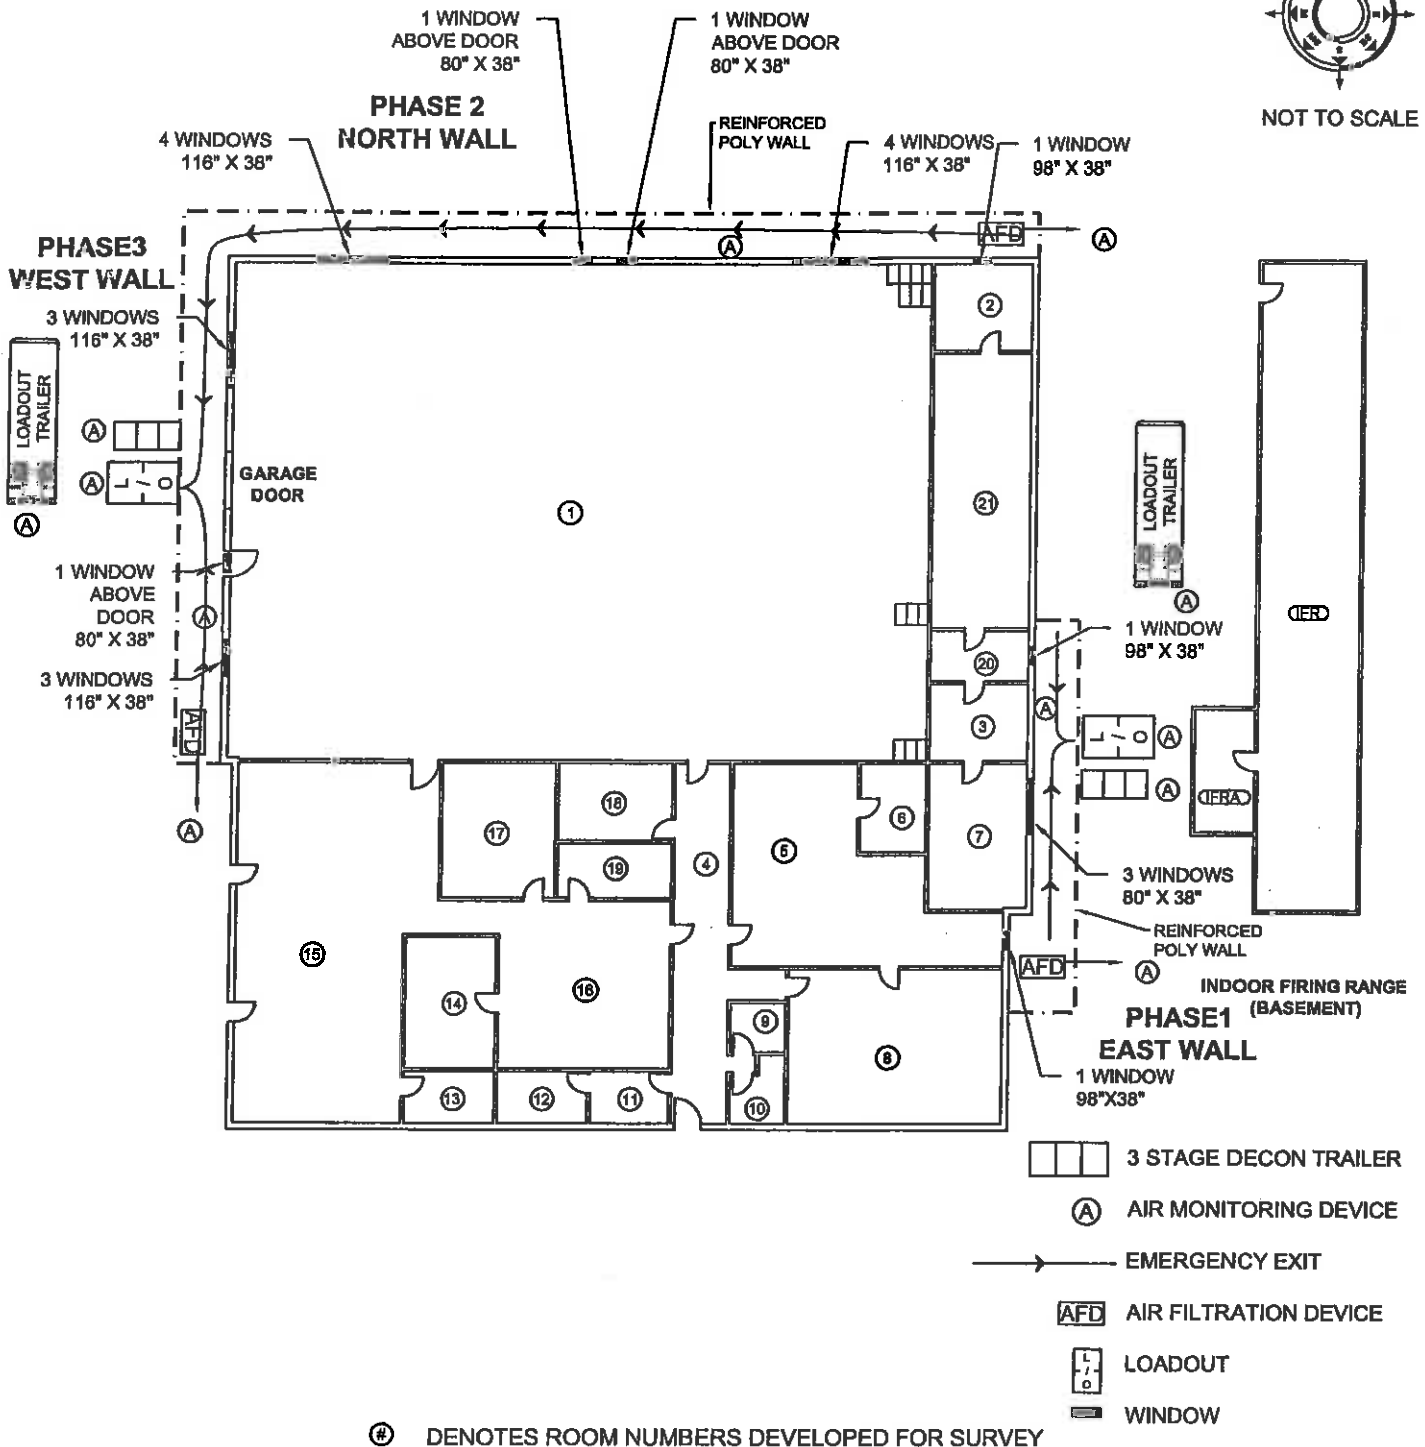 1 WINDOW
ABOVE DOOR
80" X 38"
1 WINDOW
ABOVE DOOR
80" X 38"
NOT TO SCALE
PHASE 2
NORTH WALL
REINFORCED
POLY WALL
4 WINDOWS
116" X 38"
4 WINDOWS
116" X 38"
1 WINDOW
98" X 38"
AFD
A
A
PHASE3
WEST WALL
3 WINDOWS
116" X 38"
LOADOUT
TRAILER
A
A
L / O
A
GARAGE
DOOR
1
2
21
LOADOUT
TRAILER
A
IFR
1 WINDOW
ABOVE
DOOR
80" X 38"
A
3 WINDOWS
116" X 38"
AFD
A
1 WINDOW
98" X 38"
20
A
3
L / O
A
A
IFRA
18
17
19
4
5
6
7
3 WINDOWS
80" X 38"
REINFORCED
POLY WALL
AFD
A
INDOOR FIRING RANGE
(BASEMENT)
PHASE1
EAST WALL
1 WINDOW
98"X38"
15
14
16
9
8
13
12
11
10
3 STAGE DECON TRAILER
A AIR MONITORING DEVICE
EMERGENCY EXIT
AFD AIR FILTRATION DEVICE
L / O LOADOUT
WINDOW
# DENOTES ROOM NUMBERS DEVELOPED FOR SURVEY